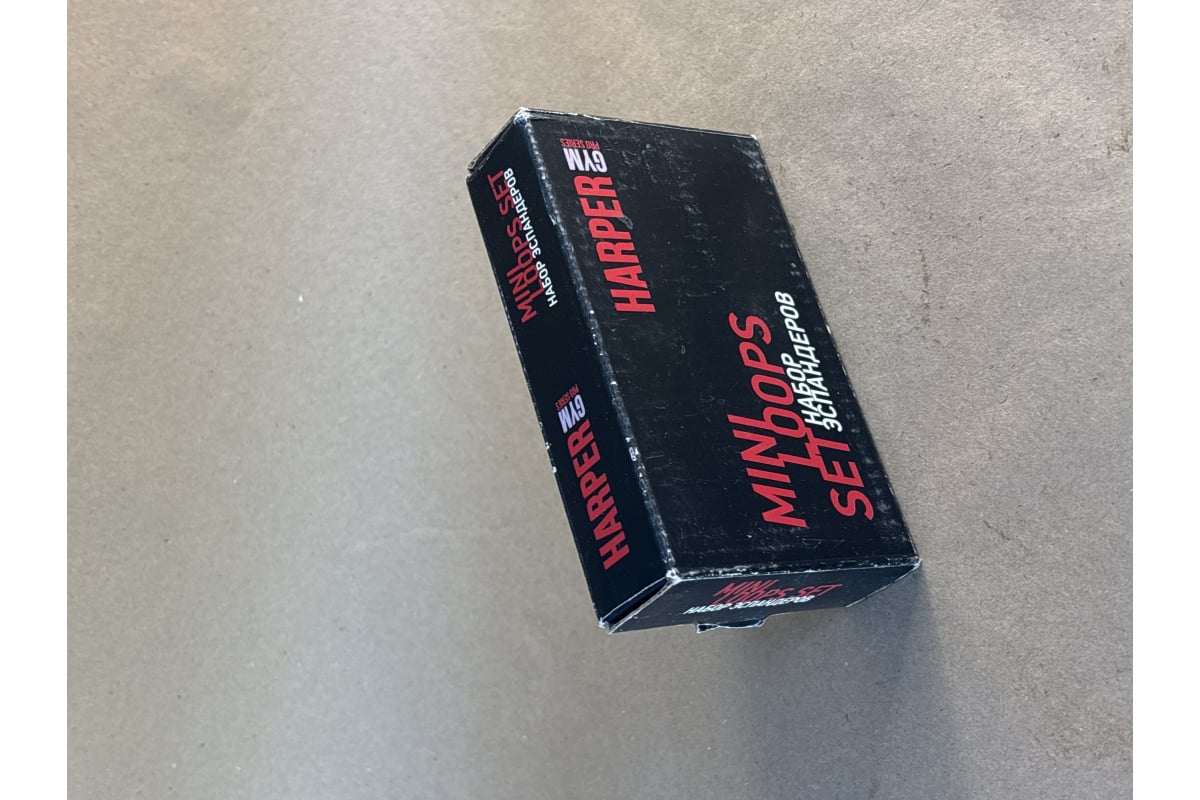 HARPER GYM
PRO SERIES
MINI
LOOPS
SET
НАБОР
ЭСПАНДЕРОВ
HARPER GYM
PRO SERIES
MINI
LOOPS SET
НАБОР ЭСПАНДЕРОВ
MINI
LOOPS SET
НАБОР ЭСПАНДЕРОВ